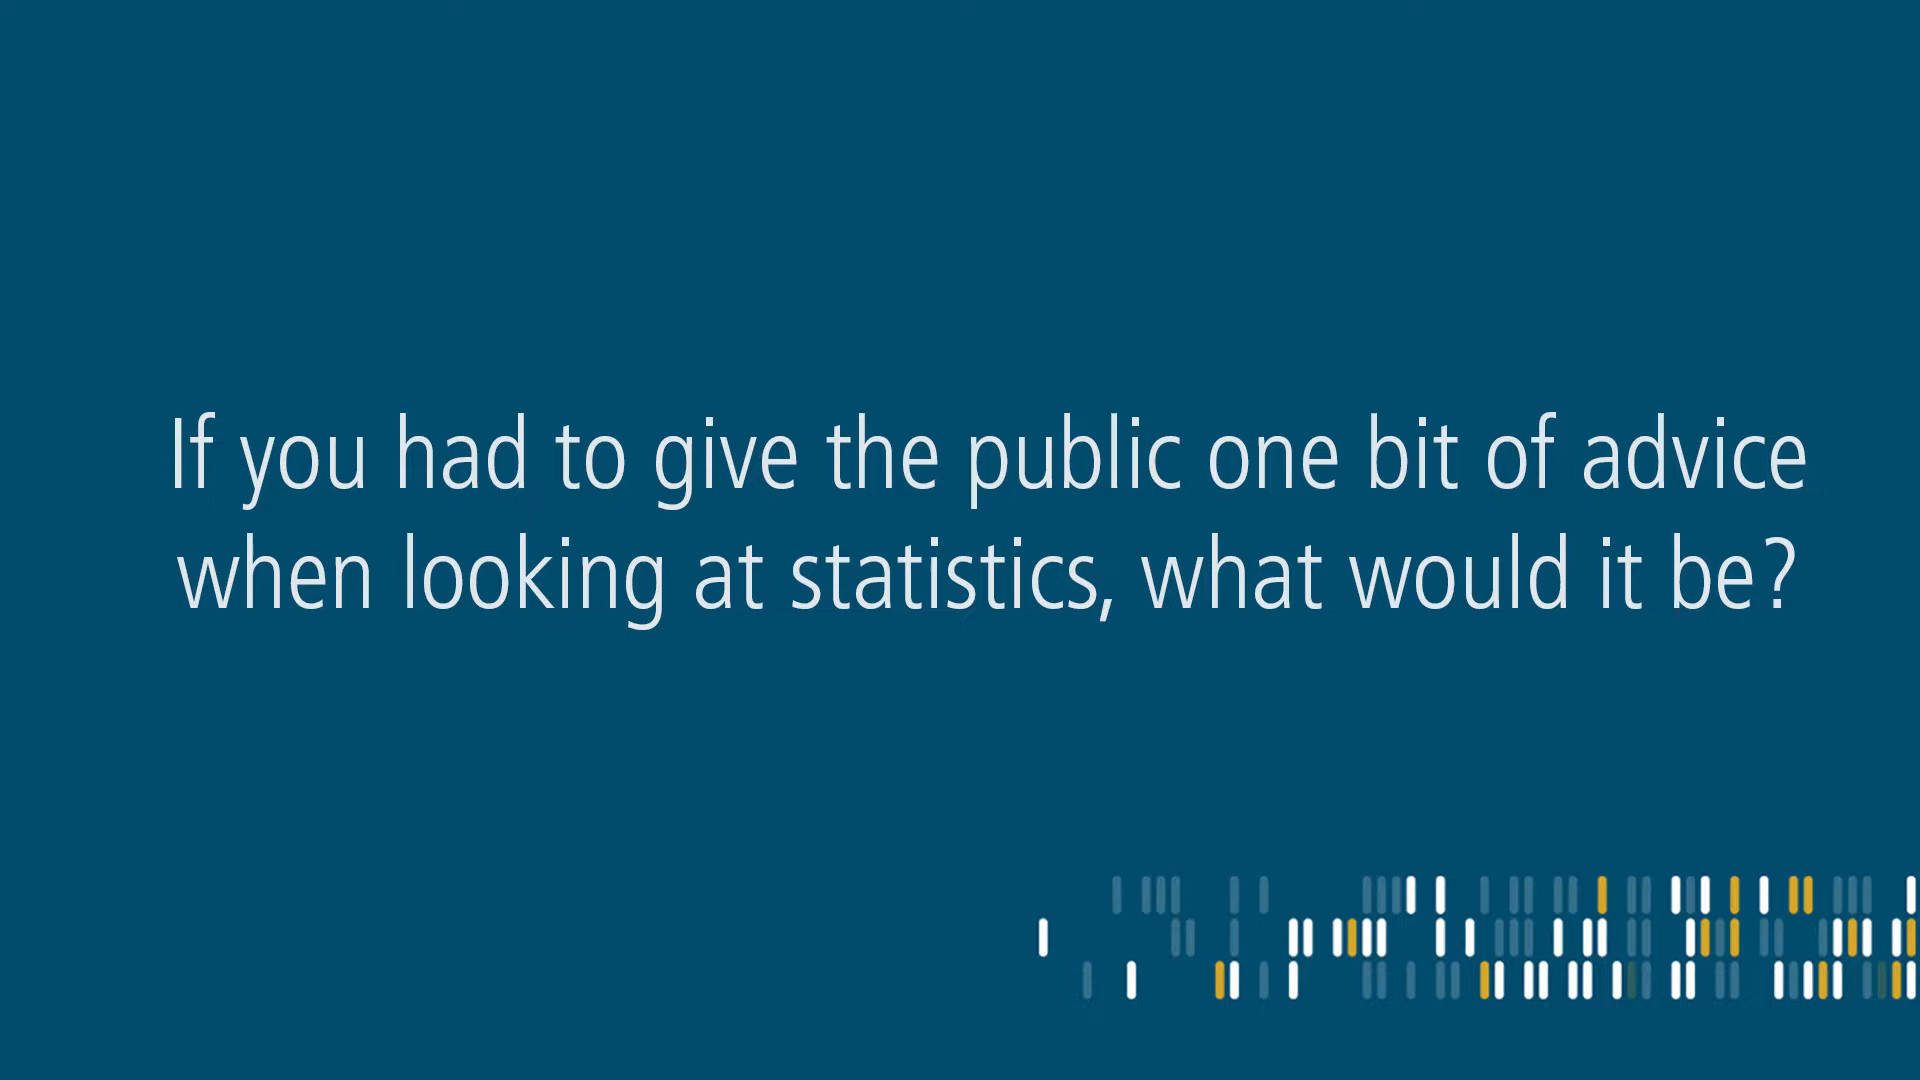 If you had to give the public one bit of advice
when looking at statistics, what would it be?